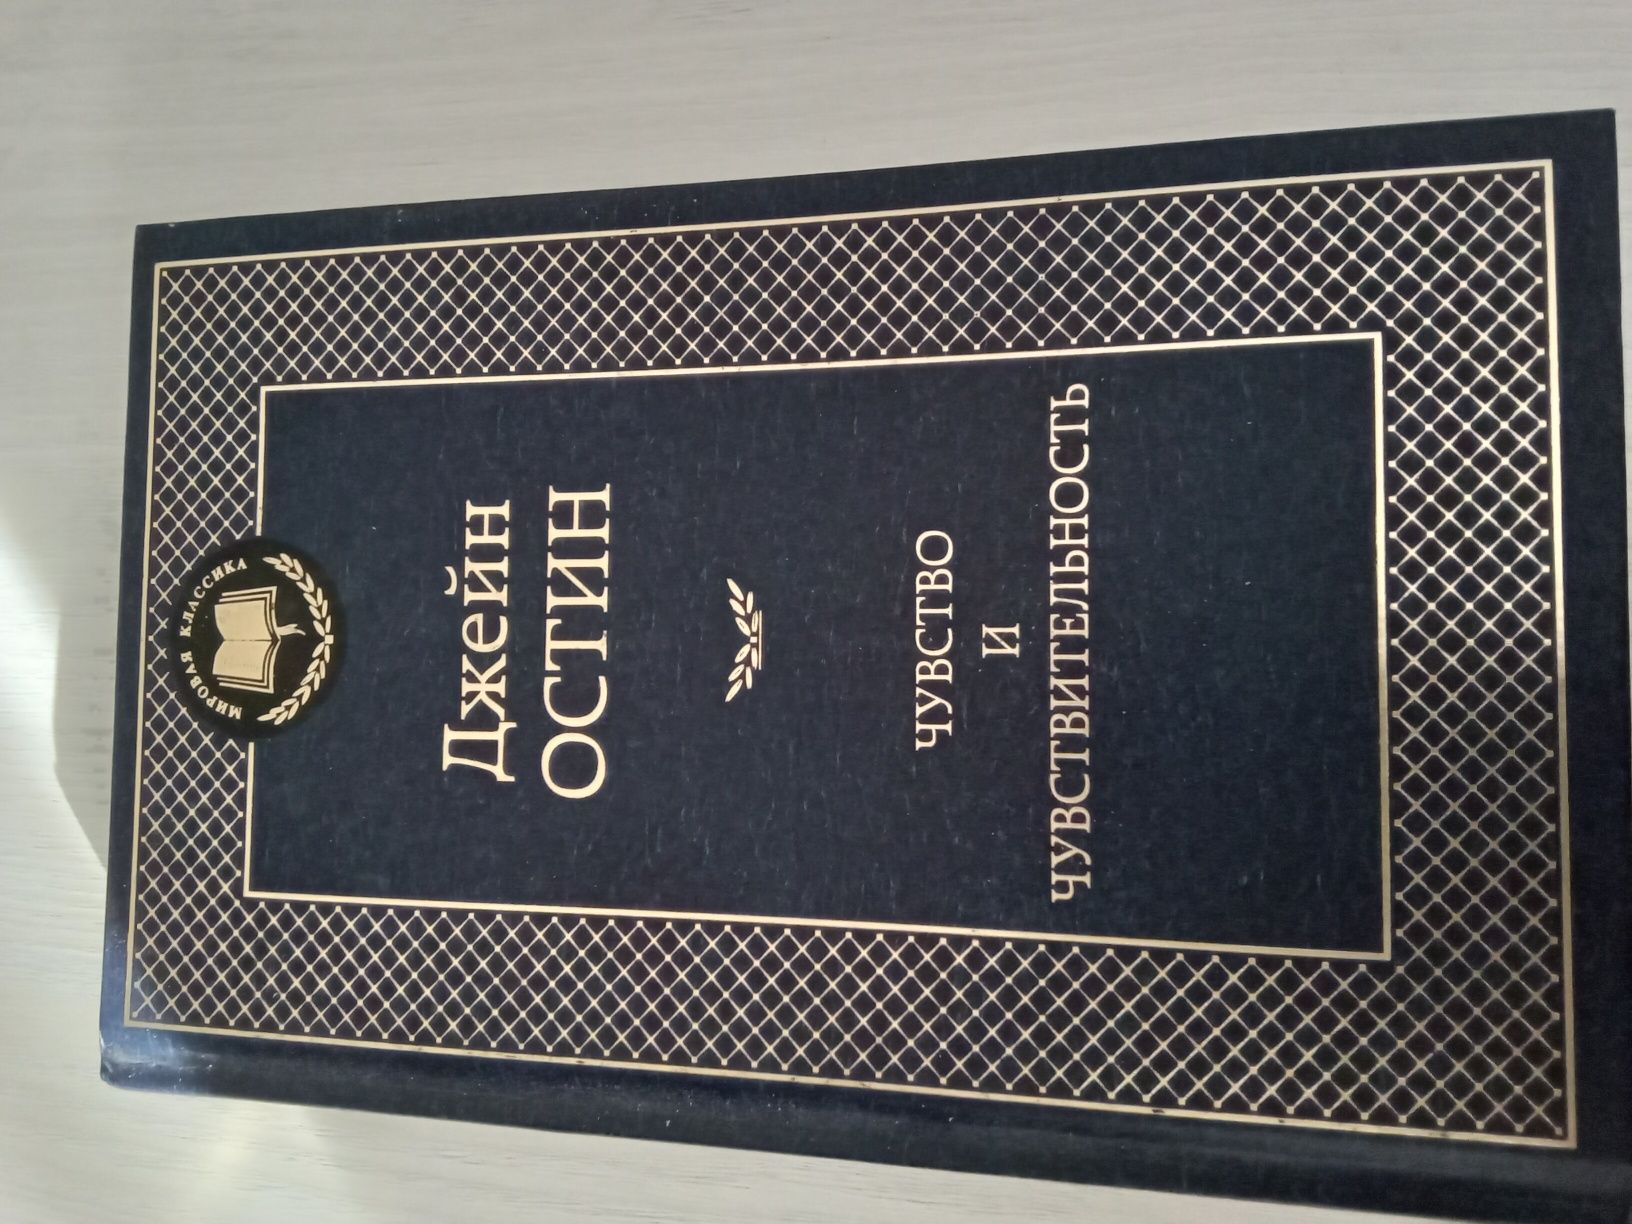 МИРОВАЯ КЛАССИКА
Джейн
ОСТИН
ЧУВСТВО
И
ЧУВСТВИТЕЛЬНОСТЬ